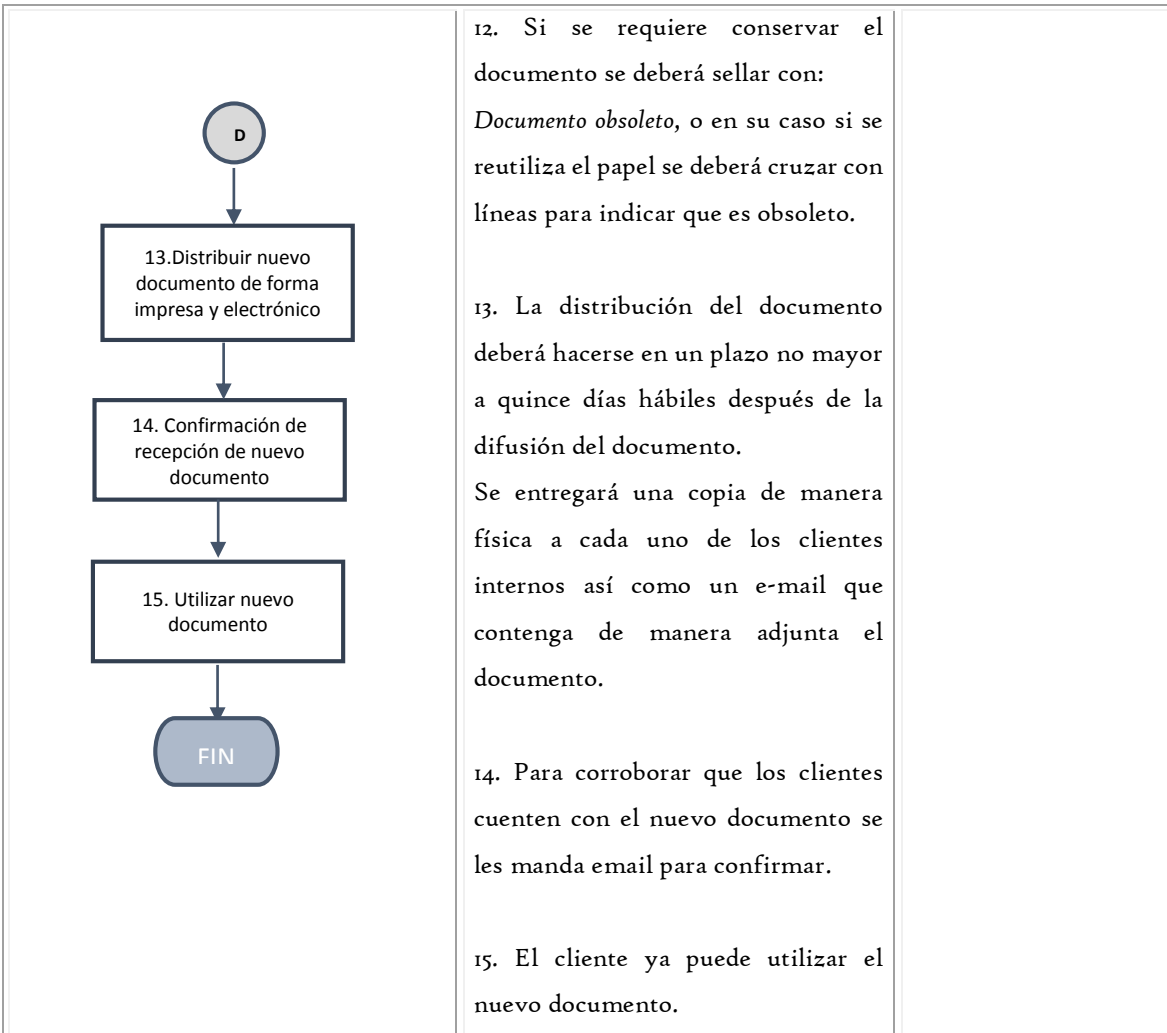 D
13.Distribuir nuevo
documento de forma
impresa y electrónico
14. Confirmación de
recepción de nuevo
documento
15. Utilizar nuevo
documento
FIN
12. Si se requiere conservar el
documento se deberá sellar con:
Documento obsoleto, o en su caso si se
reutiliza el papel se deberá cruzar con
líneas para indicar que es obsoleto.
13. La distribución del documento
deberá hacerse en un plazo no mayor
a quince días hábiles después de la
difusión del documento.
Se entregará una copia de manera
física a cada uno de los clientes
internos así como un e-mail que
contenga de manera adjunta el
documento.
14. Para corroborar que los clientes
cuenten con el nuevo documento se
les manda email para confirmar.
15. El cliente ya puede utilizar el
nuevo documento.